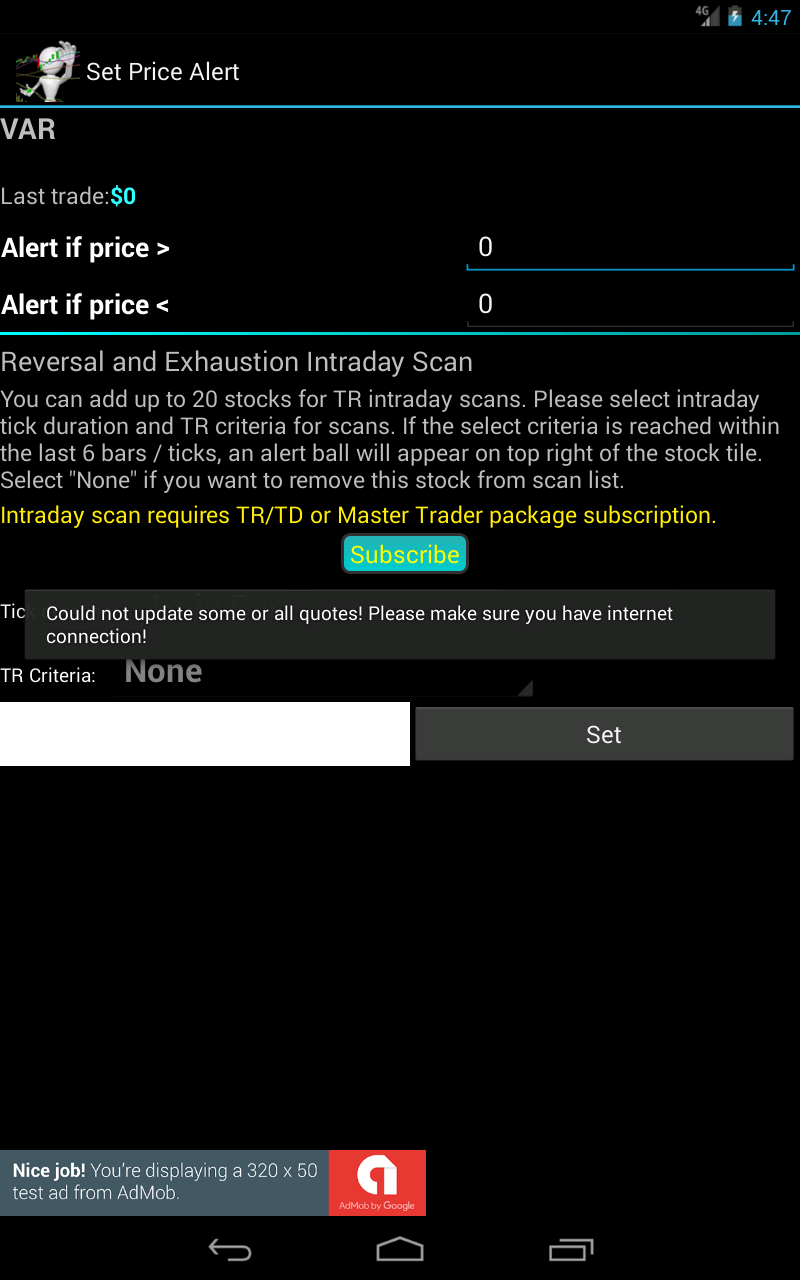 4G 4:47
Set Price Alert
VAR
Last trade:$0
Alert if price > 0
Alert if price < 0
Reversal and Exhaustion Intraday Scan
You can add up to 20 stocks for TR intraday scans. Please select intraday
tick duration and TR criteria for scans. If the select criteria is reached within
the last 6 bars / ticks, an alert ball will appear on top right of the stock tile.
Select "None" if you want to remove this stock from scan list.
Intraday scan requires TR/TD or Master Trader package subscription.
Subscribe
Could not update some or all quotes! Please make sure you have internet
connection!
TR Criteria: None
Set
Nice job! You're displaying a 320 x 50
test ad from AdMob.
AdMob by Google